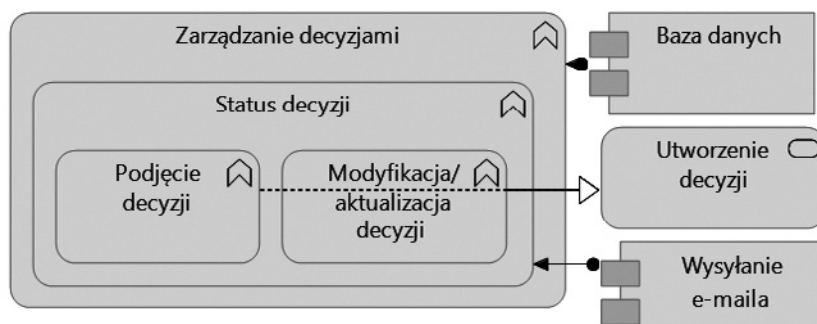 Zarządzanie decyzjami
Baza danych
Status decyzji
Podjęcie
decyzji
Modyfikacja/
aktualizacja
decyzji
Utworzenie
decyzji
Wysyłanie
e-maila